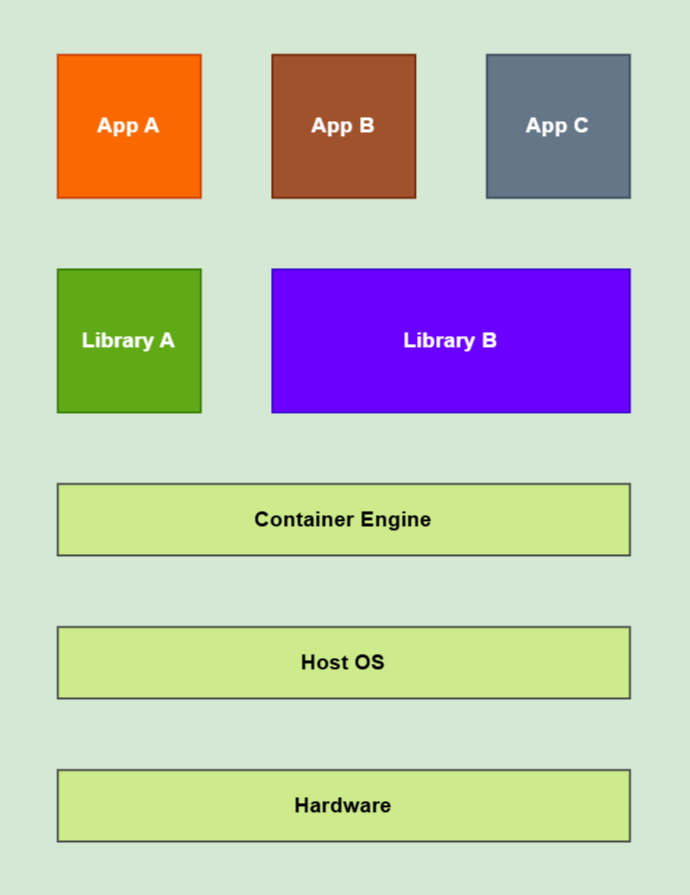 App A
App B
App C
Library A
Library B
Container Engine
Host OS
Hardware